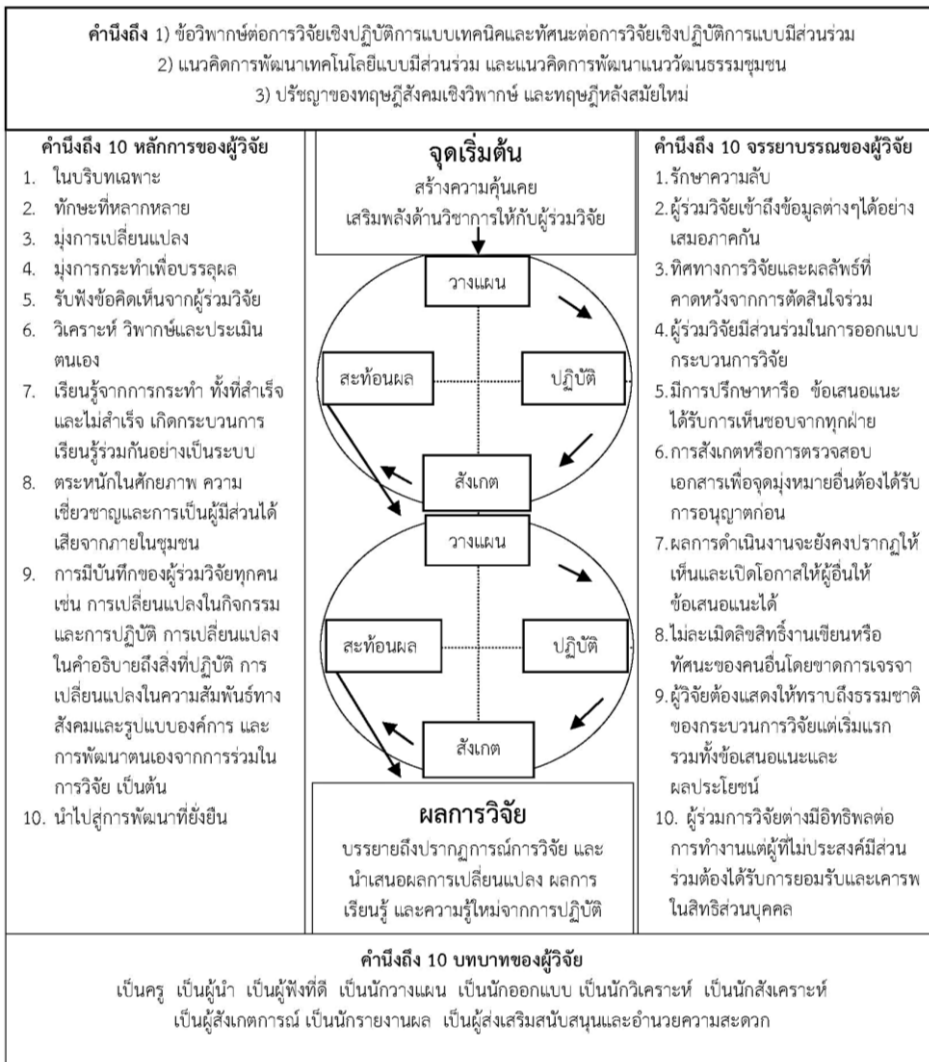 คำนึงถึง 1) ข้อวิพากษ์ต่อการวิจัยเชิงปฏิบัติการแบบเทคนิคและทัศนะต่อการวิจัยเชิงปฏิบัติการแบบมีส่วนร่วม
2) แนวคิดการพัฒนาเทคโนโลยีแบบมีส่วนร่วม และแนวคิดการพัฒนาแนววัฒนธรรมชุมชน
3) ปรัชญาของทฤษฎีสังคมเชิงวิพากษ์ และทฤษฎีหลังสมัยใหม่
คำนึงถึง 10 หลักการของผู้วิจัย
1. ในบริบทเฉพาะ
2. ทักษะที่หลากหลาย
3. มุ่งการเปลี่ยนแปลง
4. มุ่งการกระทำเพื่อบรรลุผล
5. รับฟังข้อคิดเห็นจากผู้ร่วมวิจัย
6. วิเคราะห์ วิพากษ์และประเมิน
ตนเอง
7. เรียนรู้จากการกระทำ ทั้งที่สำเร็จ
และไม่สำเร็จ เกิดกระบวนการ
เรียนรู้ร่วมกันอย่างเป็นระบบ
8. ตระหนักในศักยภาพ ความ
เชี่ยวชาญและการเป็นผู้มีส่วนได้
เสียจากภายในชุมชน
9. การมีบันทึกของผู้ร่วมวิจัยทุกคน
เช่น การเปลี่ยนแปลงในกิจกรรม
และการปฏิบัติ การเปลี่ยนแปลง
ในคำอธิบายถึงสิ่งที่ปฏิบัติ การ
เปลี่ยนแปลงในความสัมพันธ์ทาง
สังคมและรูปแบบองค์การ และ
การพัฒนาตนเองจากการร่วมใน
การวิจัย เป็นต้น
10. นำไปสู่การพัฒนาที่ยั่งยืน
จุดเริ่มต้น
สร้างความคุ้นเคย
เสริมพลังด้านวิชาการให้กับผู้ร่วมวิจัย
วางแผน
สะท้อนผล
ปฏิบัติ
สังเกต
วางแผน
สะท้อนผล
ปฏิบัติ
สังเกต
ผลการวิจัย
บรรยายถึงปรากฏการณ์การวิจัย และ
นำเสนอผลการเปลี่ยนแปลง ผลการ
เรียนรู้ และความรู้ใหม่จากการปฏิบัติ
คำนึงถึง 10 จรรยาบรรณของผู้วิจัย
1.รักษาความลับ
2.ผู้ร่วมวิจัยเข้าถึงข้อมูลต่างๆได้อย่าง
เสมอภาคกัน
3.ทิศทางการวิจัยและผลลัพธ์ที่
คาดหวังจากการตัดสินใจร่วม
4.ผู้ร่วมวิจัยมีส่วนร่วมในการออกแบบ
กระบวนการวิจัย
5.มีการปรึกษาหารือ ข้อเสนอแนะ
ได้รับการเห็นชอบจากทุกฝ่าย
6.การสังเกตหรือการตรวจสอบ
เอกสารเพื่อจุดมุ่งหมายอื่นต้องได้รับ
การอนุญาตก่อน
7.ผลการดำเนินงานจะยังคงปรากฏให้
เห็นและเปิดโอกาสให้ผู้อื่นให้
ข้อเสนอแนะได้
8.ไม่ละเมิดลิขสิทธิ์งานเขียนหรือ
ทัศนะของคนอื่นโดยขาดการเจรจา
9.ผู้วิจัยต้องแสดงให้ทราบถึงธรรมชาติ
ของกระบวนการวิจัยแต่เริ่มแรก
รวมทั้งข้อเสนอแนะและ
ผลประโยชน์
10. ผู้ร่วมการวิจัยต่างมีอิทธิพลต่อ
การทำงานแต่ผู้ที่ไม่ประสงค์มีส่วน
ร่วมต้องได้รับการยอมรับและเคารพ
ในสิทธิส่วนบุคคล
คำนึงถึง 10 บทบาทของผู้วิจัย
เป็นครู เป็นผู้นำ เป็นผู้ฟังที่ดี เป็นนักวางแผน เป็นนักออกแบบ เป็นนักวิเคราะห์ เป็นนักสังเคราะห์
เป็นผู้สังเกตการณ์ เป็นนักรายงานผล เป็นผู้ส่งเสริมสนับสนุนและอำนวยความสะดวก